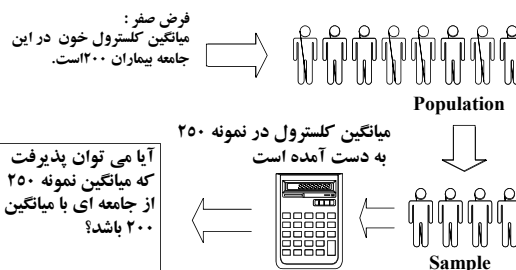 فرض صفر :
میانگین کلسترول خون در این
جامعه بیماران ۲۰۰است.
Population
میانگین کلسترول در نمونه ۲۵۰
به دست آمده است
آیا می توان پذیرفت
که میانگین نمونه ۲۵۰
از جامعه ای با میانگین
۲۰۰ باشد؟
Sample